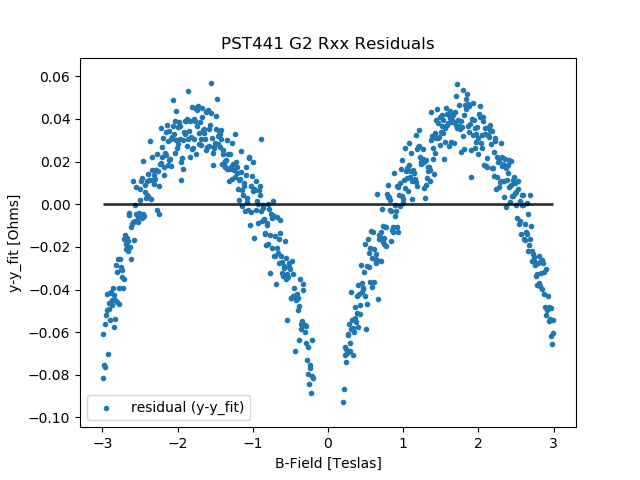 PST441 G2 Rxx Residuals
0.06
0.04
0.02
0.00
−0.02
−0.04
−0.06
−0.08
−0.10
y-y_fit [Ohms]
residual (y-y_fit)
−3 −2 −1 0 1 2 3
B-Field [Teslas]